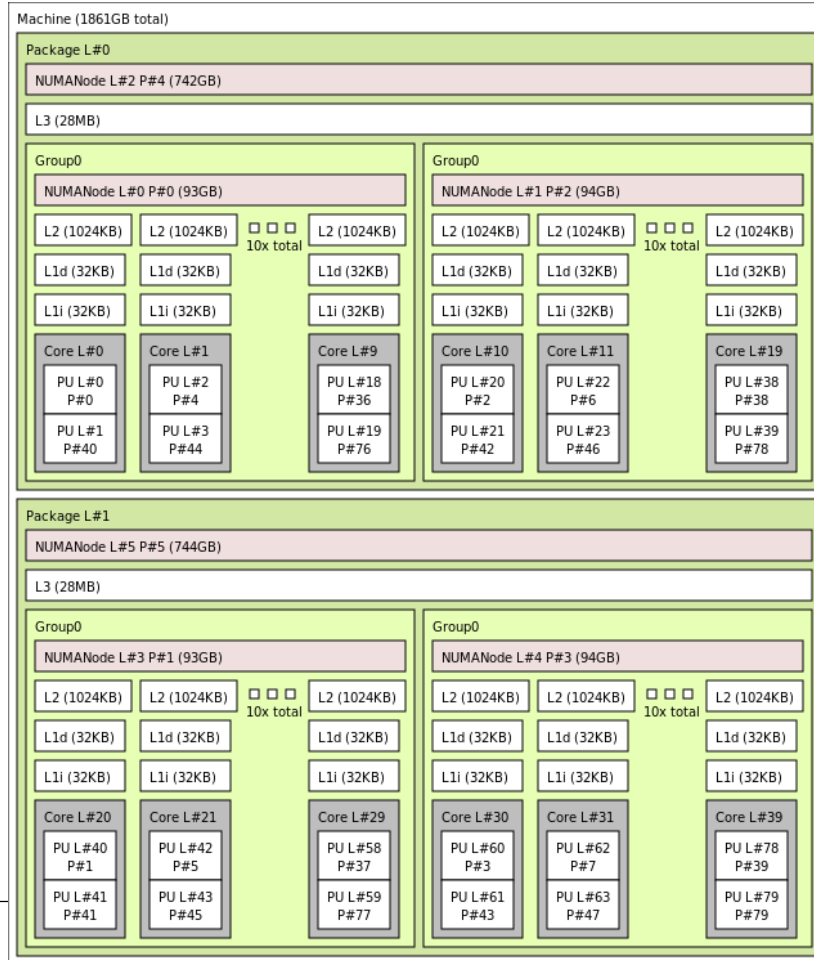 Machine (1861GB total)
Package L#0
NUMANode L#2 P#4 (742GB)
L3 (28MB)
Group0
NUMANode L#0 P#0 (93GB)
L2 (1024KB) L2 (1024KB) 10x total L2 (1024KB)
L1d (32KB) L1d (32KB) L1d (32KB)
L1i (32KB) L1i (32KB) L1i (32KB)
Core L#0 Core L#1 Core L#9
PU L#0 PU L#2 PU L#18
P#0 P#4 P#36
PU L#1 PU L#3 PU L#19
P#40 P#44 P#76
Group0
NUMANode L#1 P#2 (94GB)
L2 (1024KB) L2 (1024KB) 10x total L2 (1024KB)
L1d (32KB) L1d (32KB) L1d (32KB)
L1i (32KB) L1i (32KB) L1i (32KB)
Core L#10 Core L#11 Core L#19
PU L#20 PU L#22 PU L#38
P#2 P#6 P#38
PU L#21 PU L#23 PU L#39
P#42 P#46 P#78
Package L#1
NUMANode L#5 P#5 (744GB)
L3 (28MB)
Group0
NUMANode L#3 P#1 (93GB)
L2 (1024KB) L2 (1024KB) 10x total L2 (1024KB)
L1d (32KB) L1d (32KB) L1d (32KB)
L1i (32KB) L1i (32KB) L1i (32KB)
Core L#20 Core L#21 Core L#29
PU L#40 PU L#42 PU L#58
P#1 P#5 P#37
PU L#41 PU L#43 PU L#59
P#41 P#45 P#77
Group0
NUMANode L#4 P#3 (94GB)
L2 (1024KB) L2 (1024KB) 10x total L2 (1024KB)
L1d (32KB) L1d (32KB) L1d (32KB)
L1i (32KB) L1i (32KB) L1i (32KB)
Core L#30 Core L#31 Core L#39
PU L#60 PU L#62 PU L#78
P#3 P#7 P#39
PU L#61 PU L#63 PU L#79
P#43 P#47 P#79